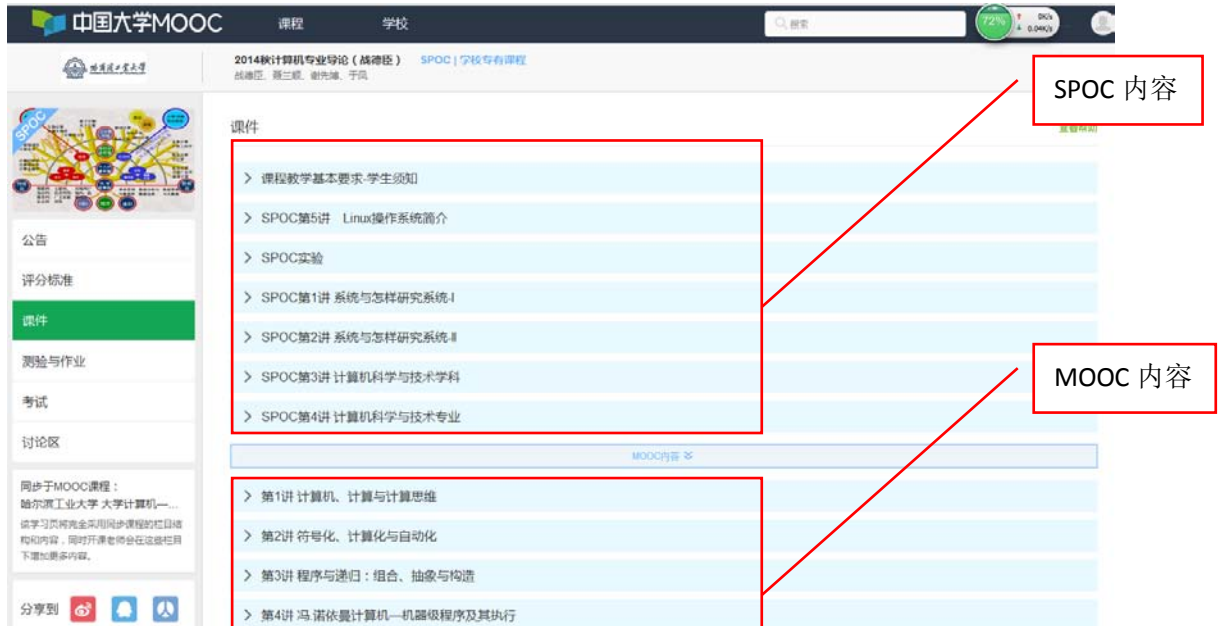 中国大学MOOC 课程 学校 搜索 72% 0K/s
0.04K/s
哈尔滨工业大学
2014秋计算机专业导论（战德臣） SPOC | 学校专有课程
战德臣、聂兰顺、谢先雄、于凤
SPOC 内容
SPOC
课件 查看帮助
课程教学基本要求-学生须知
SPOC第5讲 Linux操作系统简介
SPOC实验
SPOC第1讲 系统与怎样研究系统-I
SPOC第2讲 系统与怎样研究系统-II
SPOC第3讲 计算机科学与技术学科
SPOC第4讲 计算机科学与技术专业
公告
评分标准
课件
测验与作业
考试
讨论区
MOOC 内容
MOOC内容
第1讲 计算机、计算与计算思维
第2讲 符号化、计算化与自动化
第3讲 程序与递归：组合、抽象与构造
第4讲 冯.诺依曼计算机—机器级程序及其执行
同步于MOOC课程：
哈尔滨工业大学 大学计算机—...
该学习页将完全采用同步课程的栏目结
构和内容，同时开课老师会在这些栏目
下增加更多内容。
分享到